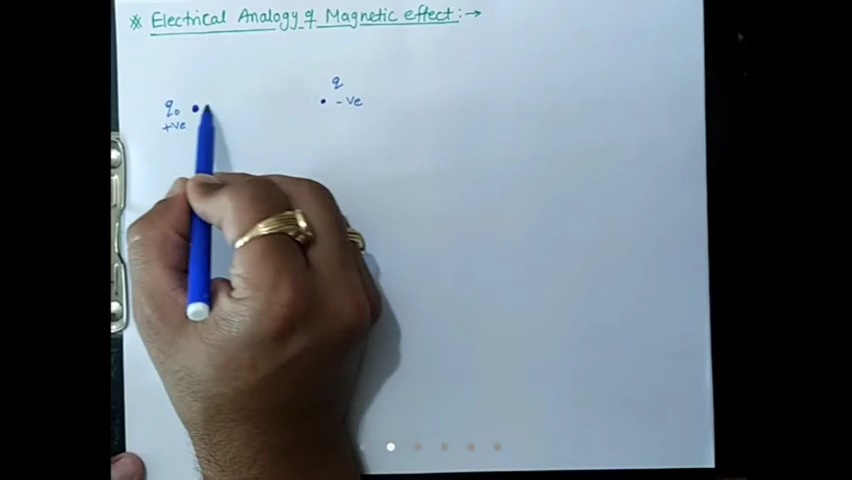 ※ Electrical Analogy of Magnetic effect :→
q
q₀ • • -ve
+ve